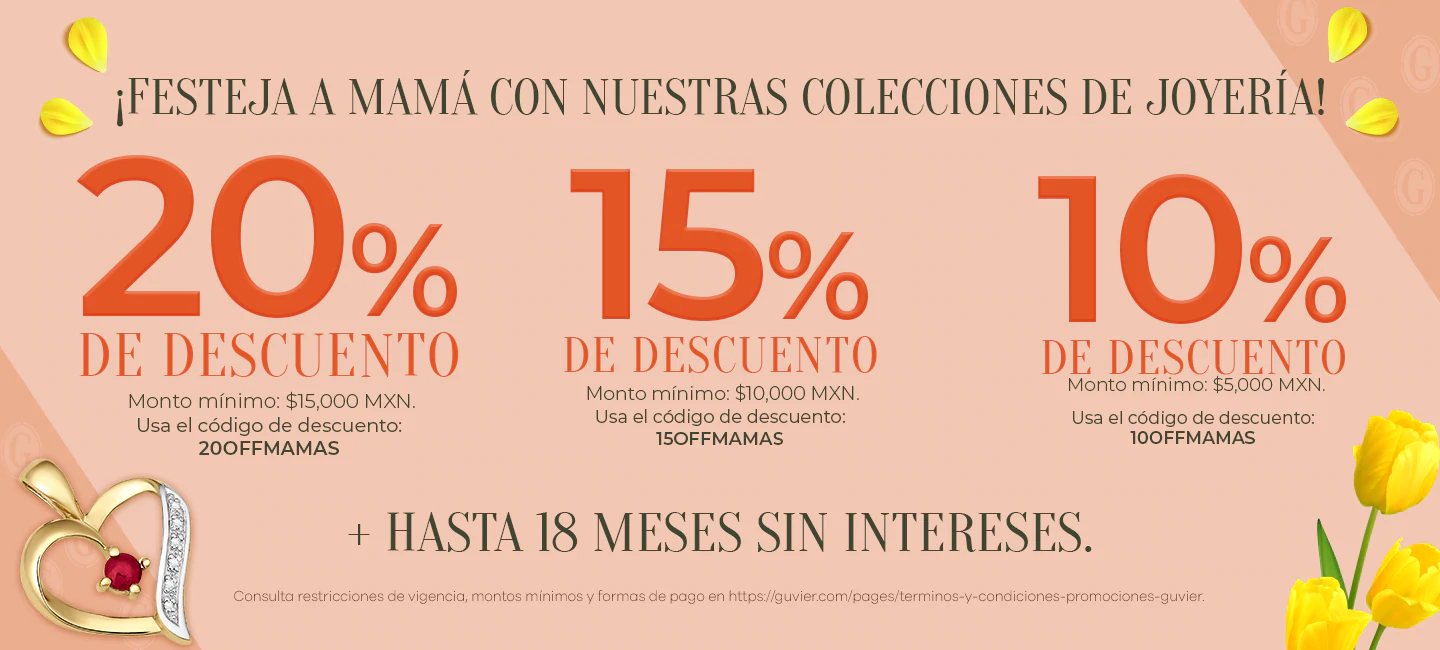 ¡FESTEJA A MAMÁ CON NUESTRAS COLECCIONES DE JOYERÍA!
20%
DE DESCUENTO
Monto mínimo: $15,000 MXN.
Usa el código de descuento:
20OFFMAMAS
15%
DE DESCUENTO
Monto mínimo: $10,000 MXN.
Usa el código de descuento:
15OFFMAMAS
10%
DE DESCUENTO
Monto mínimo: $5,000 MXN.
Usa el código de descuento:
10OFFMAMAS
+ HASTA 18 MESES SIN INTERESES.
Consulta restricciones de vigencia, montos mínimos y formas de pago en https://guvier.com/pages/terminos-y-condiciones-promociones-guvier.
G
G
G
G
G